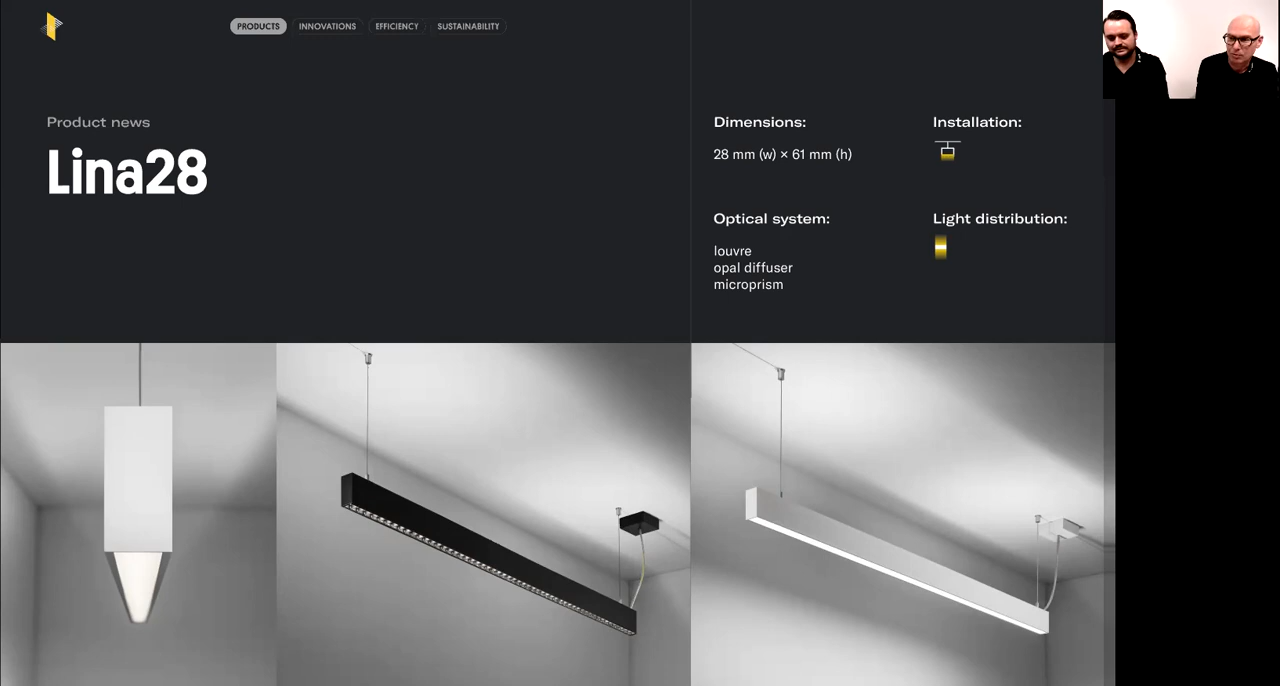 PRODUCTS INNOVATIONS EFFICIENCY SUSTAINABILITY
Product news
Lina28
Dimensions:
28 mm (w) × 61 mm (h)
Installation:
Optical system:
louvre
opal diffuser
microprism
Light distribution: